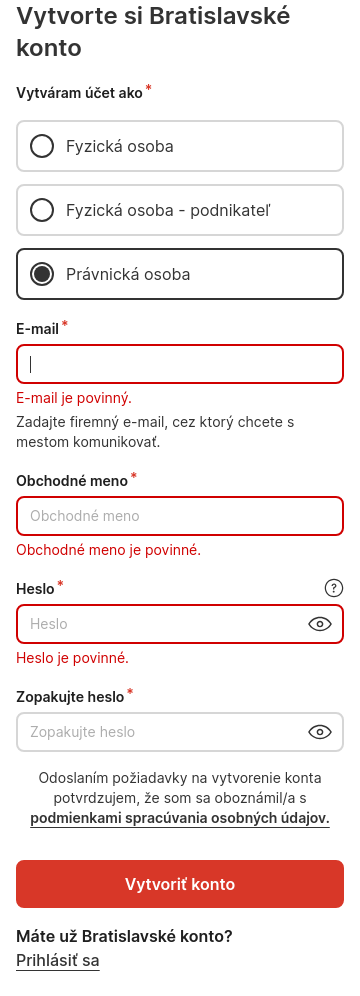 Vytvorte si Bratislavské
konto
Vytváram účet ako *
Fyzická osoba
Fyzická osoba - podnikateľ
Právnická osoba
E-mail *
E-mail je povinný.
Zadajte firemný e-mail, cez ktorý chcete s
mestom komunikovať.
Obchodné meno *
Obchodné meno
Obchodné meno je povinné.
Heslo *
?
Heslo
Heslo je povinné.
Zopakujte heslo *
Zopakujte heslo
Odoslaním požiadavky na vytvorenie konta
potvrdzujem, že som sa oboznámil/a s
podmienkami spracúvania osobných údajov.
Vytvoriť konto
Máte už Bratislavské konto?
Prihlásiť sa